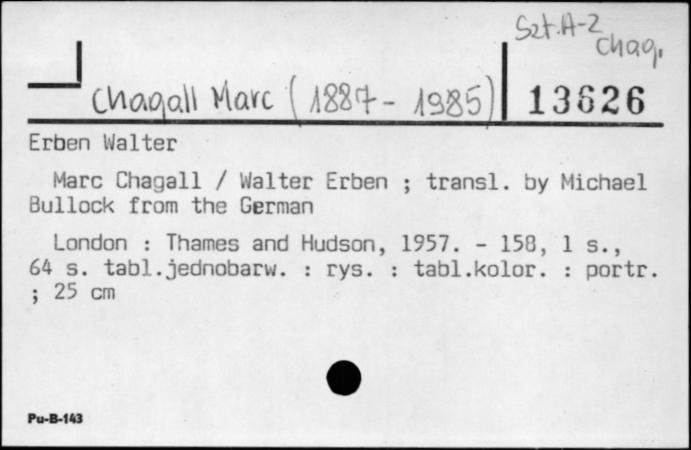 Szt.A-Z
Chag.
Chagall Marc (1887-1985)
13626
Erben Walter
Marc Chagall / Walter Erben ; transl. by Michael
Bullock from the German
London : Thames and Hudson, 1957. - 158, 1 s.,
64 s. tabl.jednobarw. : rys. : tabl.kolor. : portr.
; 25 cm
Pu-B-143